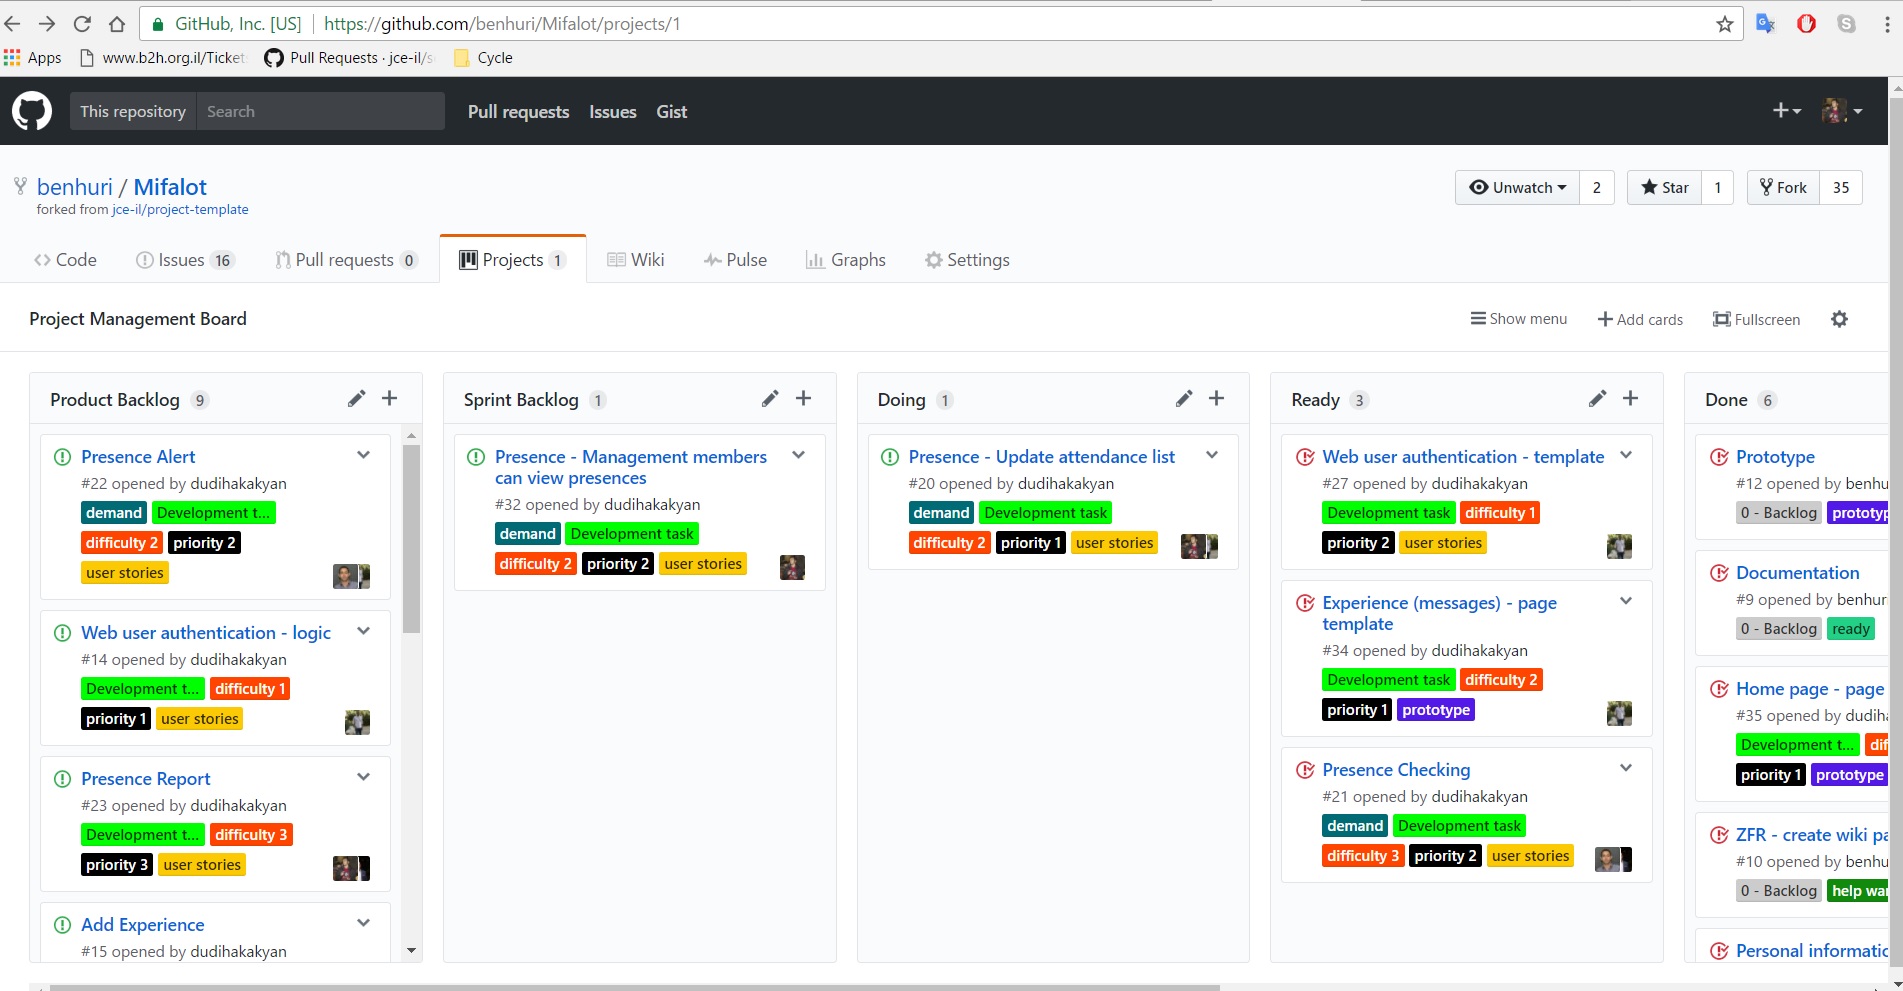 GitHub, Inc. [US] https://github.com/benhuri/Mifalot/projects/1
Apps www.b2h.org.il/Ticket Pull Requests · jce-il/s Cycle
This repository Search Pull requests Issues Gist
benhuri / Mifalot
forked from jce-il/project-template
Unwatch 2 Star 1 Fork 35
Code Issues 16 Pull requests 0 Projects 1 Wiki Pulse Graphs Settings
Project Management Board
Show menu Add cards Fullscreen
Product Backlog 9
Presence Alert
#22 opened by dudihakakyan
demand Development t...
difficulty 2 priority 2
user stories
Web user authentication - logic
#14 opened by dudihakakyan
Development t... difficulty 1
priority 1 user stories
Presence Report
#23 opened by dudihakakyan
Development t... difficulty 3
priority 3 user stories
Add Experience
#15 opened by dudihakakyan
Sprint Backlog 1
Presence - Management members
can view presences
#32 opened by dudihakakyan
demand Development task
difficulty 2 priority 2 user stories
Doing 1
Presence - Update attendance list
#20 opened by dudihakakyan
demand Development task
difficulty 2 priority 1 user stories
Ready 3
Web user authentication - template
#27 opened by dudihakakyan
Development task difficulty 1
priority 2 user stories
Experience (messages) - page
template
#34 opened by dudihakakyan
Development task difficulty 2
priority 1 prototype
Presence Checking
#21 opened by dudihakakyan
demand Development task
difficulty 3 priority 2 user stories
Done 6
Prototype
#12 opened by benhu
0 - Backlog prototyp
Documentation
#9 opened by benhur
0 - Backlog ready
Home page - page
#35 opened by dudiha
Development t... dif
priority 1 prototype
ZFR - create wiki pa
#10 opened by benhu
0 - Backlog help wan
Personal informatic